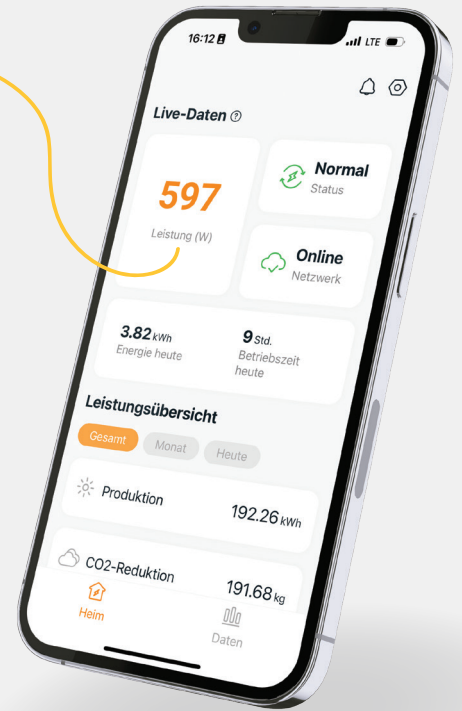 16:12
LTE
Live-Daten
597
Leistung (W)
Normal
Status
Online
Netzwerk
3.82 kWh
Energie heute
9 Std.
Betriebszeit
heute
Leistungsübersicht
Gesamt
Monat
Heute
Produktion
192.26 kWh
CO2-Reduktion
191.68 kg
Heim
Daten